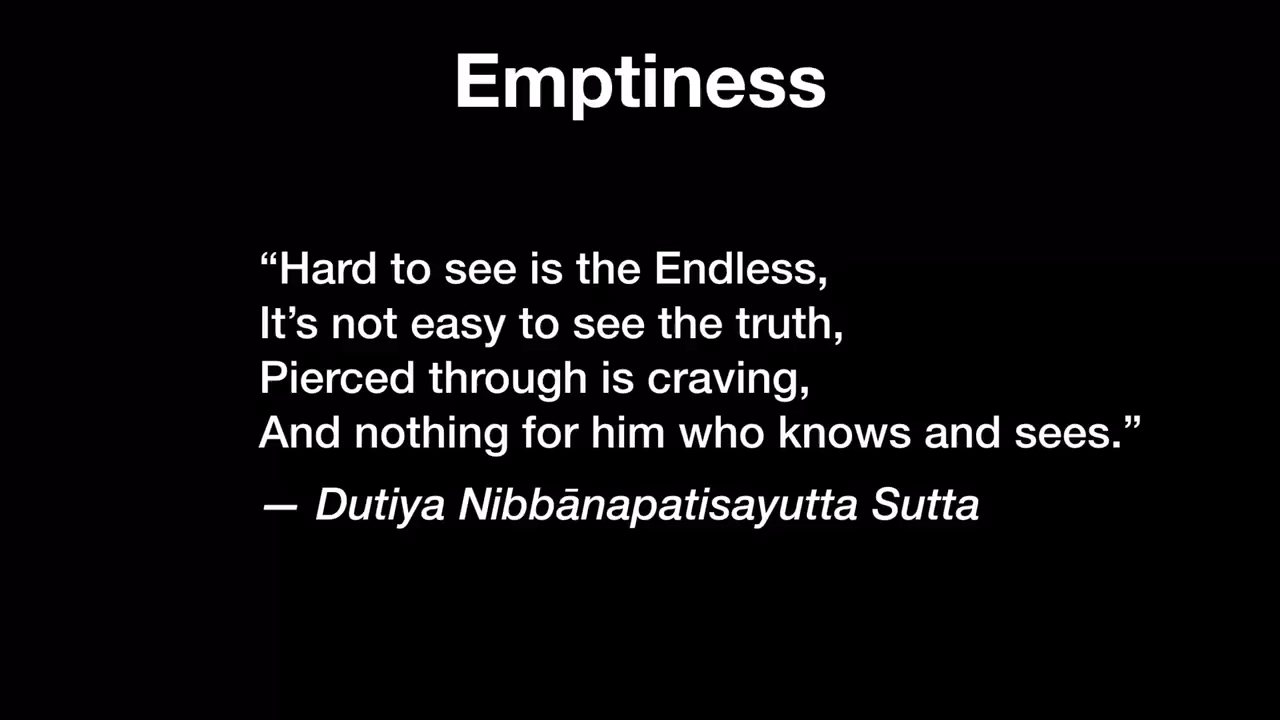 Emptiness
“Hard to see is the Endless,
It’s not easy to see the truth,
Pierced through is craving,
And nothing for him who knows and sees.”
— Dutiya Nibbānapatisayutta Sutta